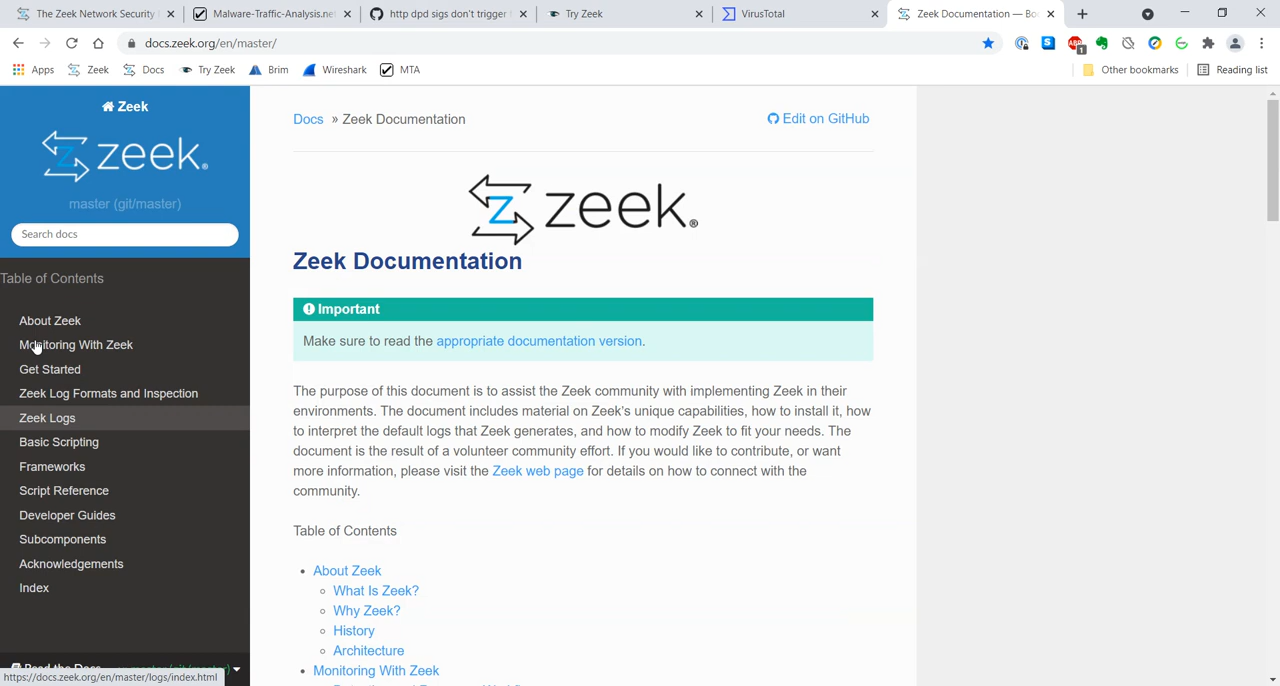 The Zeek Network Security
Malware-Traffic-Analysis.ne
http dpd sigs don't trigger
Try Zeek
VirusTotal
Zeek Documentation — Bo
docs.zeek.org/en/master/
ABP
1
Apps
Zeek
Docs
Try Zeek
Brim
Wireshark
MTA
Other bookmarks
Reading list
Zeek
zeek®
master (git/master)
Search docs
Table of Contents
About Zeek
Monitoring With Zeek
Get Started
Zeek Log Formats and Inspection
Zeek Logs
Basic Scripting
Frameworks
Script Reference
Developer Guides
Subcomponents
Acknowledgements
Index
Read the Docs
https://docs.zeek.org/en/master/logs/index.html
Docs » Zeek Documentation
Edit on GitHub
zeek®
Zeek Documentation
Important
Make sure to read the appropriate documentation version.
The purpose of this document is to assist the Zeek community with implementing Zeek in their
environments. The document includes material on Zeek's unique capabilities, how to install it, how
to interpret the default logs that Zeek generates, and how to modify Zeek to fit your needs. The
document is the result of a volunteer community effort. If you would like to contribute, or want
more information, please visit the Zeek web page for details on how to connect with the
community.
Table of Contents
• About Zeek
◦ What Is Zeek?
◦ Why Zeek?
◦ History
◦ Architecture
• Monitoring With Zeek